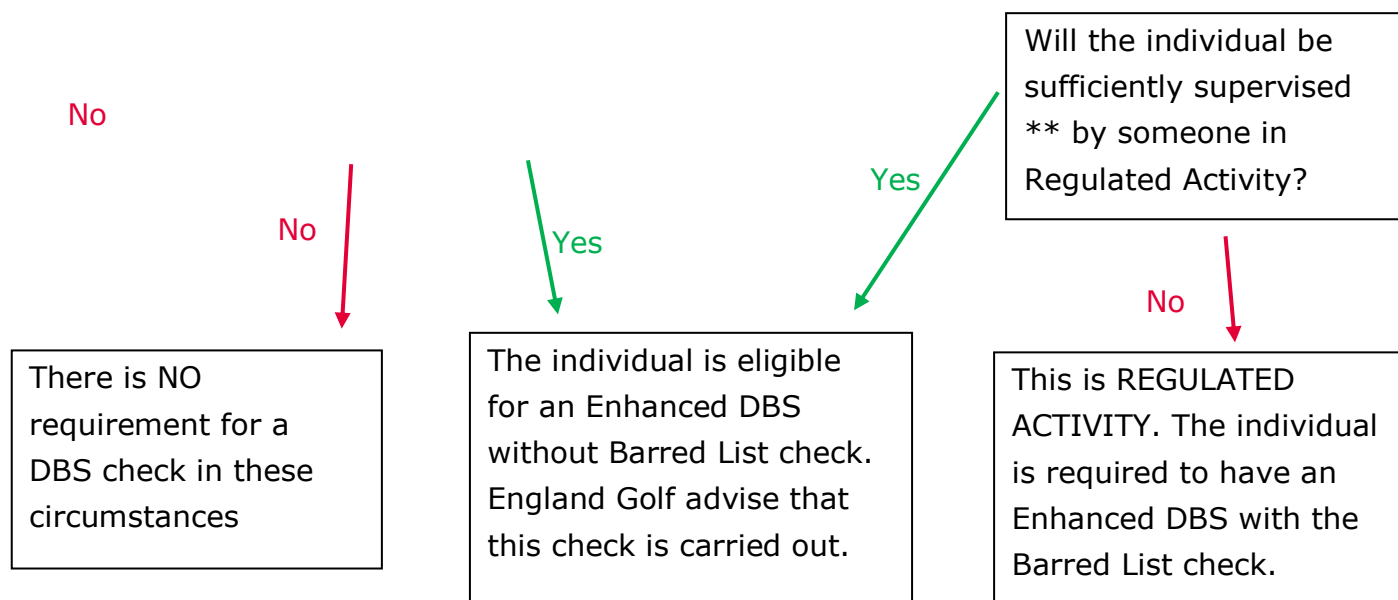 Will the individual be
sufficiently supervised
** by someone in
Regulated Activity?
No
Yes
No
Yes
No
There is NO
requirement for a
DBS check in these
circumstances
The individual is eligible
for an Enhanced DBS
without Barred List check.
England Golf advise that
this check is carried out.
This is REGULATED
ACTIVITY. The individual
is required to have an
Enhanced DBS with the
Barred List check.